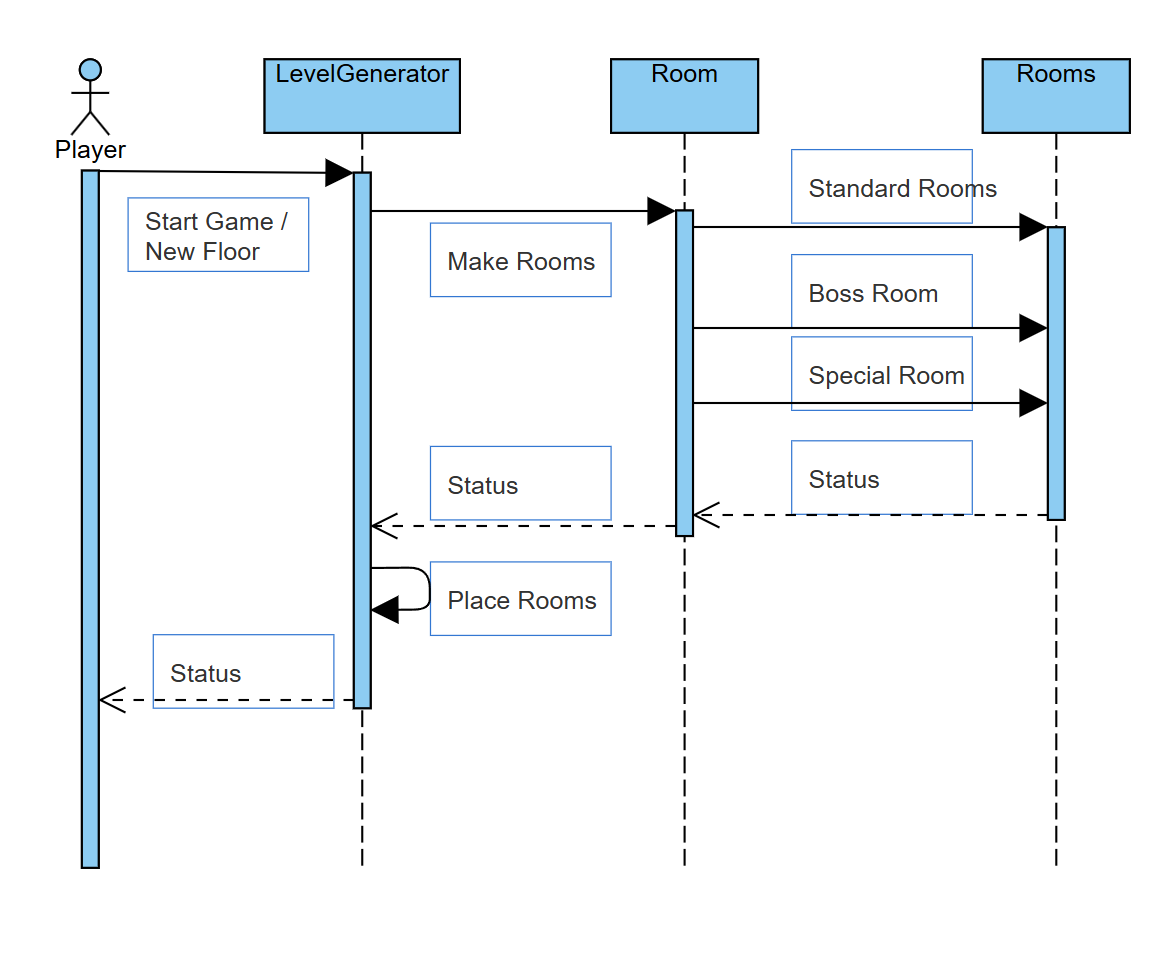 LevelGenerator
Room
Rooms
Player
Standard Rooms
Start Game /
New Floor
Make Rooms
Boss Room
Special Room
Status
Status
Place Rooms
Status